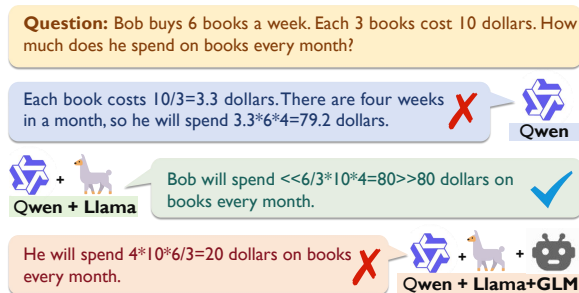 Question: Bob buys 6 books a week. Each 3 books cost 10 dollars. How
much does he spend on books every month?
Each book costs 10/3=3.3 dollars. There are four weeks
in a month, so he will spend 3.3*6*4=79.2 dollars.
Qwen
+
Qwen + Llama
Bob will spend <<6/3*10*4=80>>80 dollars on
books every month.
He will spend 4*10*6/3=20 dollars on books
every month.
+ +
Qwen + Llama+GLM